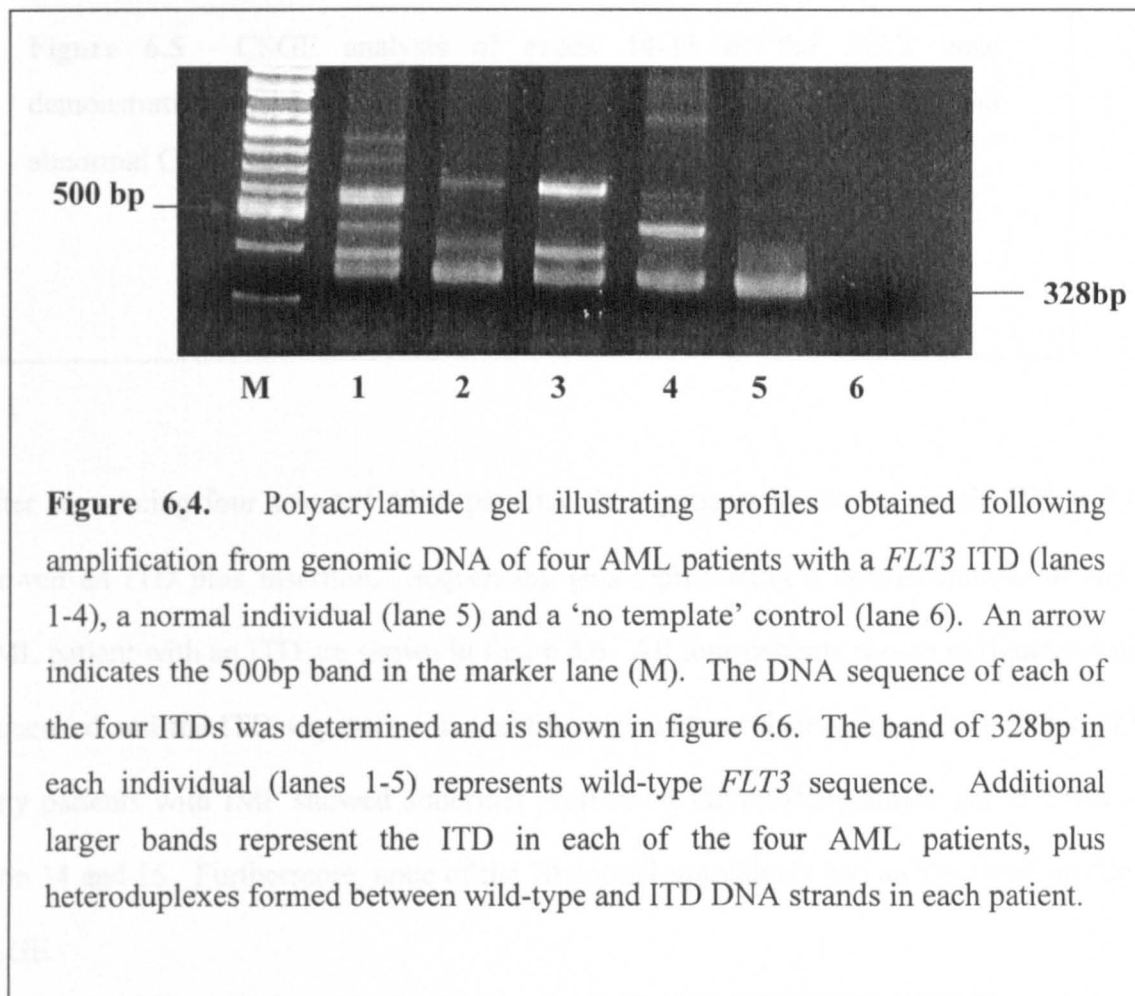 500 bp
328bp
M 1 2 3 4 5 6
Figure 6.4. Polyacrylamide gel illustrating profiles obtained following
amplification from genomic DNA of four AML patients with a FLT3 ITD (lanes
1-4), a normal individual (lane 5) and a ‘no template’ control (lane 6). An arrow
indicates the 500bp band in the marker lane (M). The DNA sequence of each of
the four ITDs was determined and is shown in figure 6.6. The band of 328bp in
each individual (lanes 1-5) represents wild-type FLT3 sequence. Additional
larger bands represent the ITD in each of the four AML patients, plus
heteroduplexes formed between wild-type and ITD DNA strands in each patient.